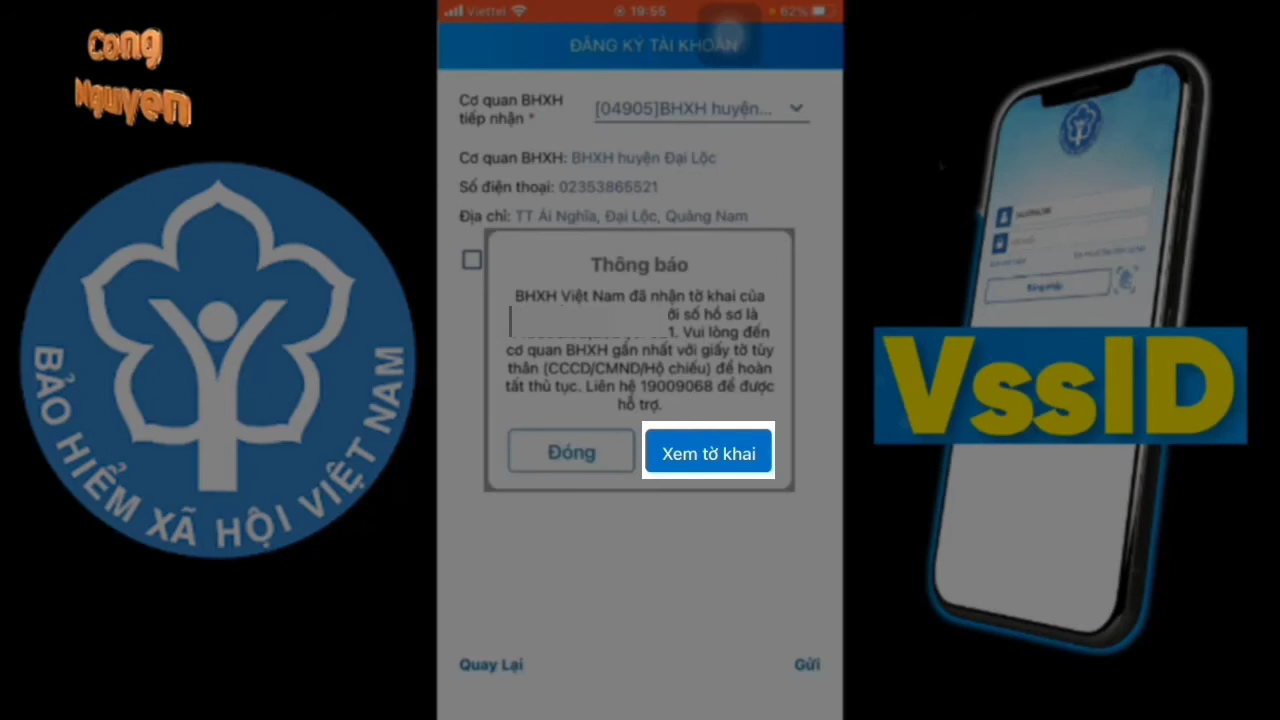 Cong
Nguyen
BẢO HIỂM XÃ HỘI VIỆT NAM
Viettel
19:55
62%
ĐĂNG KÝ TÀI KHOẢN
Cơ quan BHXH
tiếp nhận *
[04905]BHXH huyện...
Cơ quan BHXH: BHXH huyện Đại Lộc
Số điện thoại: 02353865521
Địa chỉ: TT Ái Nghĩa, Đại Lộc, Quảng Nam
Thông báo
BHXH Việt Nam đã nhận tờ khai của
số hồ sơ là
1. Vui lòng đến
cơ quan BHXH gần nhất với giấy tờ tùy
thân (CCCD/CMND/Hộ chiếu) để hoàn
tất thủ tục. Liên hệ 19009068 để được
hỗ trợ.
Đóng
Xem tờ khai
Quay Lại
Gửi
Đăng nhập
VssID